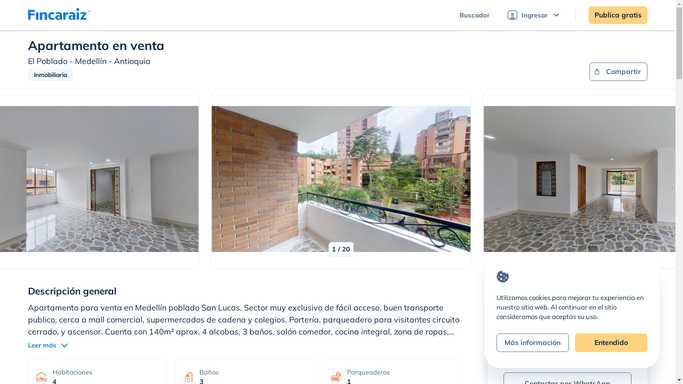 Fincaraiz
Buscador
Ingresar
Publica gratis
Apartamento en venta
El Poblado - Medellín - Antioquia
Inmobiliaria
Compartir
1 / 20
Descripción general
Apartamento para venta en Medellín poblado San Lucas. Sector muy exclusivo de fácil acceso, buen transporte
publico, cerca a mall comercial, supermercados de cadena y colegios. Portería, parqueadero para visitantes circuito
cerrado, y ascensor. Cuenta con 140m² aprox, 4 alcobas, 3 baños, salón comedor, cocina integral, zona de ropas,...
Leer más
Habitaciones
4
Baños
3
Parqueaderos
1
Utilizamos cookies para mejorar tu experiencia en
nuestro sitio web. Al continuar en el sitio
consideramos que aceptas su uso.
Más información
Entendido
Contactar por WhatsApp